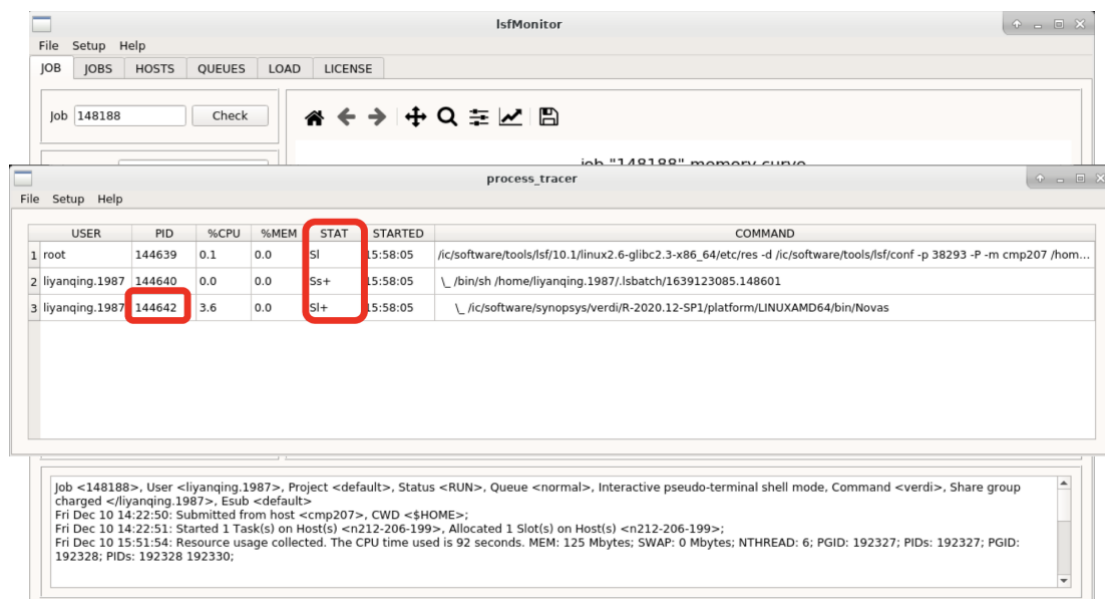 lsfMonitor
File Setup Help
JOB JOBS HOSTS QUEUES LOAD LICENSE
Job 148188 Check
job "148188" memory curve
process_tracer
File Setup Help
USER PID %CPU %MEM STAT STARTED COMMAND
1 root 144639 0.1 0.0 Sl 15:58:05 /ic/software/tools/lsf/10.1/linux2.6-glibc2.3-x86_64/etc/res -d /ic/software/tools/lsf/conf -p 38293 -P -m cmp207 /hom...
2 liyanqing.1987 144640 0.0 0.0 Ss+ 15:58:05 \_ /bin/sh /home/liyanqing.1987/.lsbatch/1639123085.148601
3 liyanqing.1987 144642 3.6 0.0 Sl+ 15:58:05 \_ /ic/software/synopsys/verdi/R-2020.12-SP1/platform/LINUXAMD64/bin/Novas
Job <148188>, User <liyanqing.1987>, Project <default>, Status <RUN>, Queue <normal>, Interactive pseudo-terminal shell mode, Command <verdi>, Share group
charged </liyanqing.1987>, Esub <default>
Fri Dec 10 14:22:50: Submitted from host <cmp207>, CWD <$HOME>;
Fri Dec 10 14:22:51: Started 1 Task(s) on Host(s) <n212-206-199>, Allocated 1 Slot(s) on Host(s) <n212-206-199>;
Fri Dec 10 15:51:54: Resource usage collected. The CPU time used is 92 seconds. MEM: 125 Mbytes; SWAP: 0 Mbytes; NTHREAD: 6; PGID: 192327; PIDs: 192327; PGID:
192328; PIDs: 192328 192330;